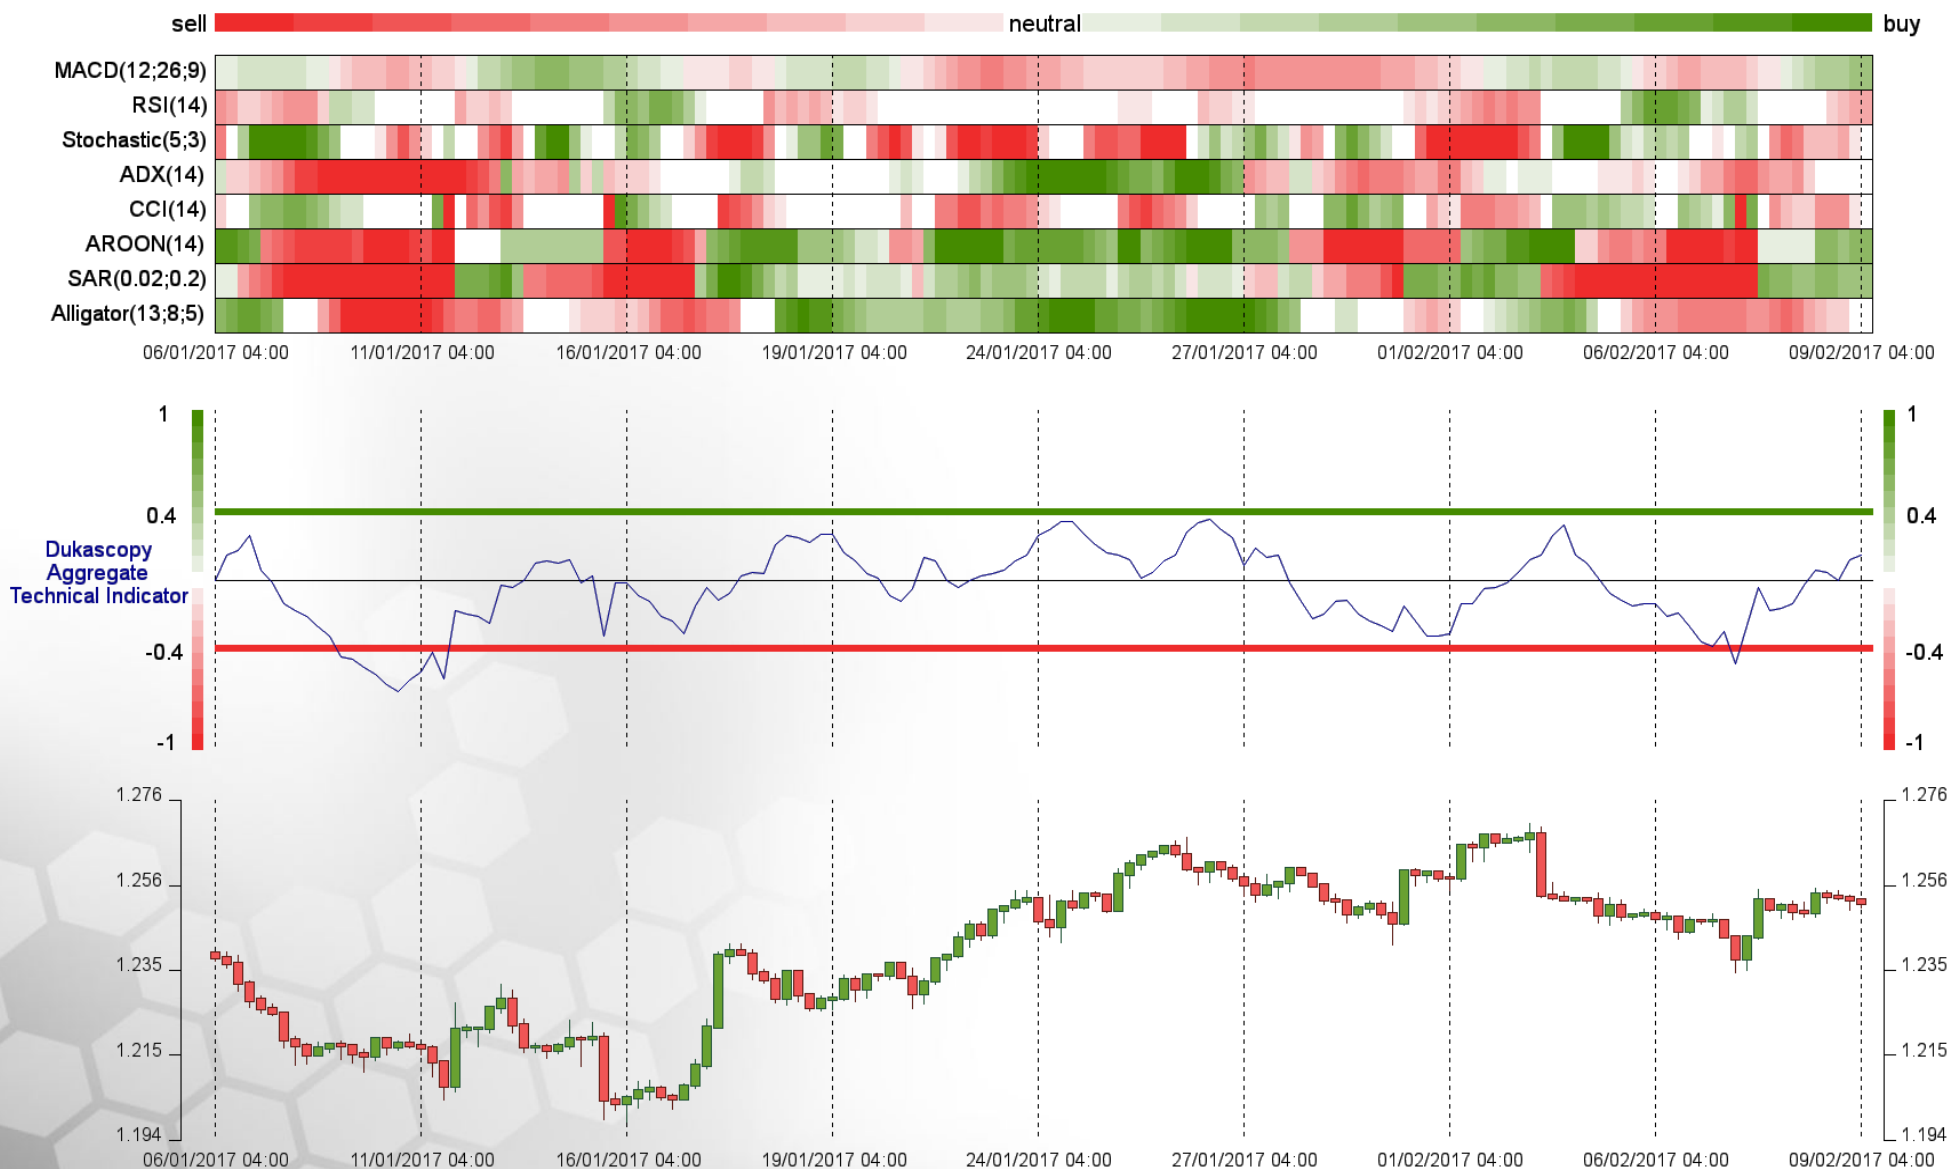 sell neutral buy
MACD(12;26;9)
RSI(14)
Stochastic(5;3)
ADX(14)
CCI(14)
AROON(14)
SAR(0.02;0.2)
Alligator(13;8;5)
06/01/2017 04:00 11/01/2017 04:00 16/01/2017 04:00 19/01/2017 04:00 24/01/2017 04:00 27/01/2017 04:00 01/02/2017 04:00 06/02/2017 04:00 09/02/2017 04:00
1 1
0.4 0.4
Dukascopy
Aggregate
Technical Indicator
-0.4 -0.4
-1 -1
1.276 1.276
1.256 1.256
1.235 1.235
1.215 1.215
1.194 1.194
06/01/2017 04:00 11/01/2017 04:00 16/01/2017 04:00 19/01/2017 04:00 24/01/2017 04:00 27/01/2017 04:00 01/02/2017 04:00 06/02/2017 04:00 09/02/2017 04:00